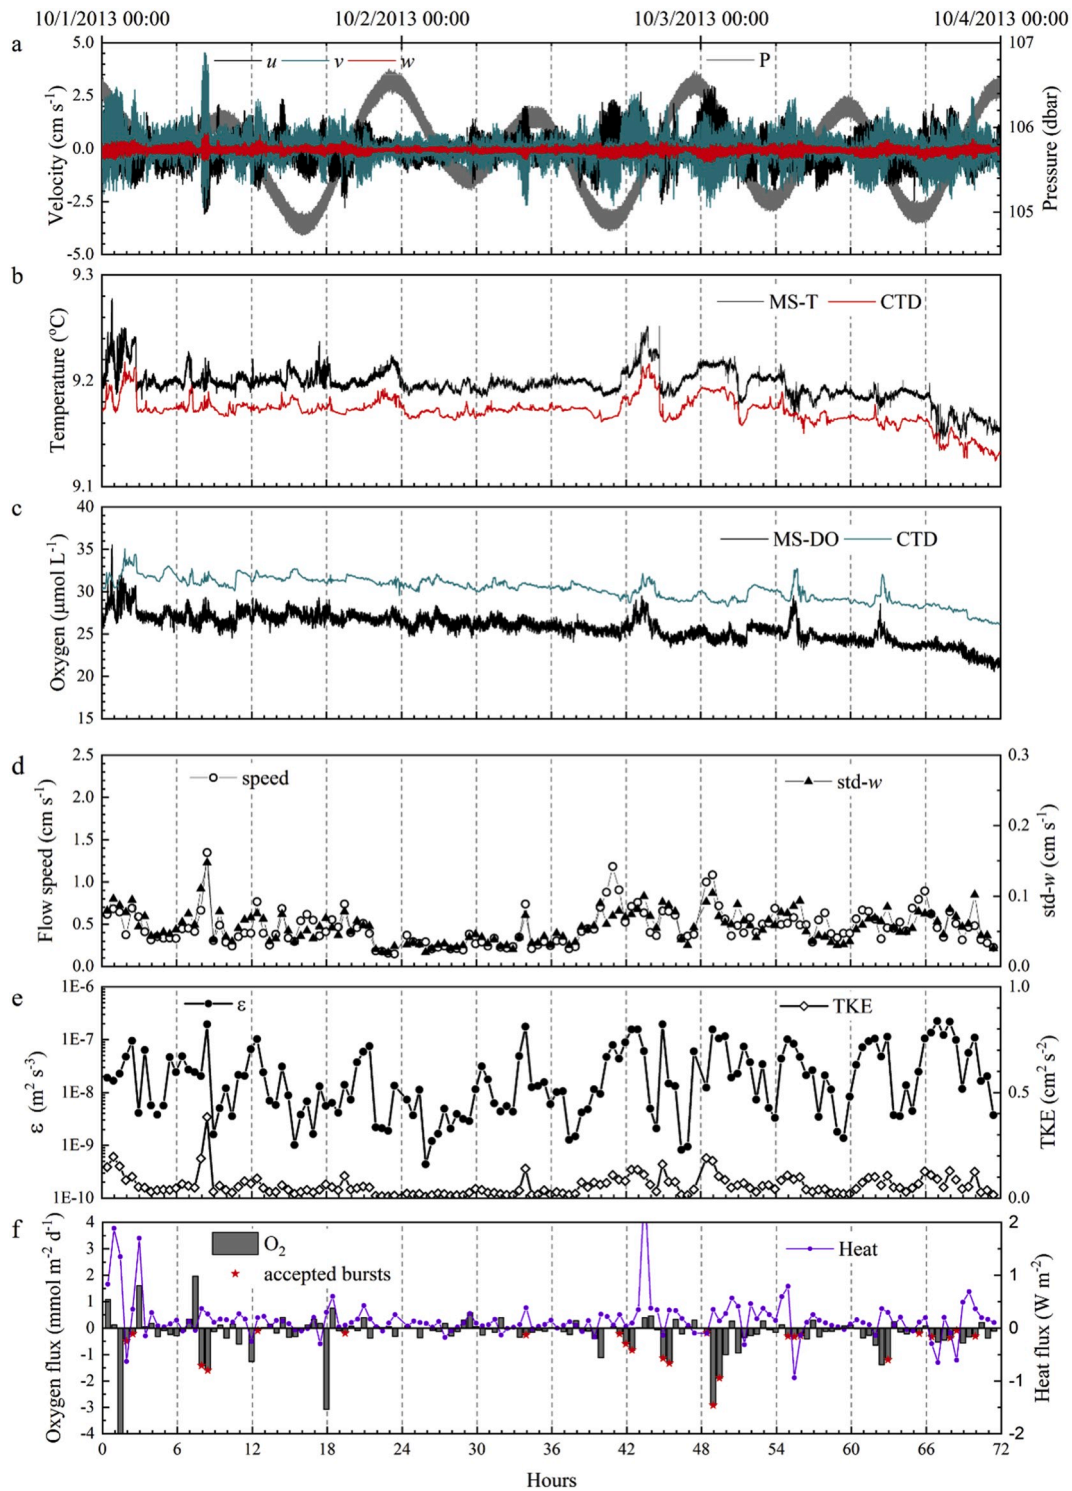 10/1/2013 00:00 10/2/2013 00:00 10/3/2013 00:00 10/4/2013 00:00
a
5.0
2.5
0.0
-2.5
-5.0
Velocity (cm s⁻¹)
u v w P
107
106
105
Pressure (dbar)
b
9.3
9.2
9.1
Temperature (°C)
MS-T CTD
c
40
35
30
25
20
15
Oxygen (μmol L⁻¹)
MS-DO CTD
d
2.5
2.0
1.5
1.0
0.5
0.0
Flow speed (cm s⁻¹)
speed std-w
0.3
0.2
0.1
0.0
std-w (cm s⁻¹)
e
1E-6
1E-7
1E-8
1E-9
1E-10
ε (m² s⁻³)
ε TKE
1.0
0.5
0.0
TKE (cm² s⁻²)
f
4
3
2
1
0
-1
-2
-3
-4
Oxygen flux (mmol m⁻² d⁻¹)
O₂ Heat
accepted bursts
2
1
0
-1
-2
Heat flux (W m⁻²)
0 6 12 18 24 30 36 42 48 54 60 66 72
Hours